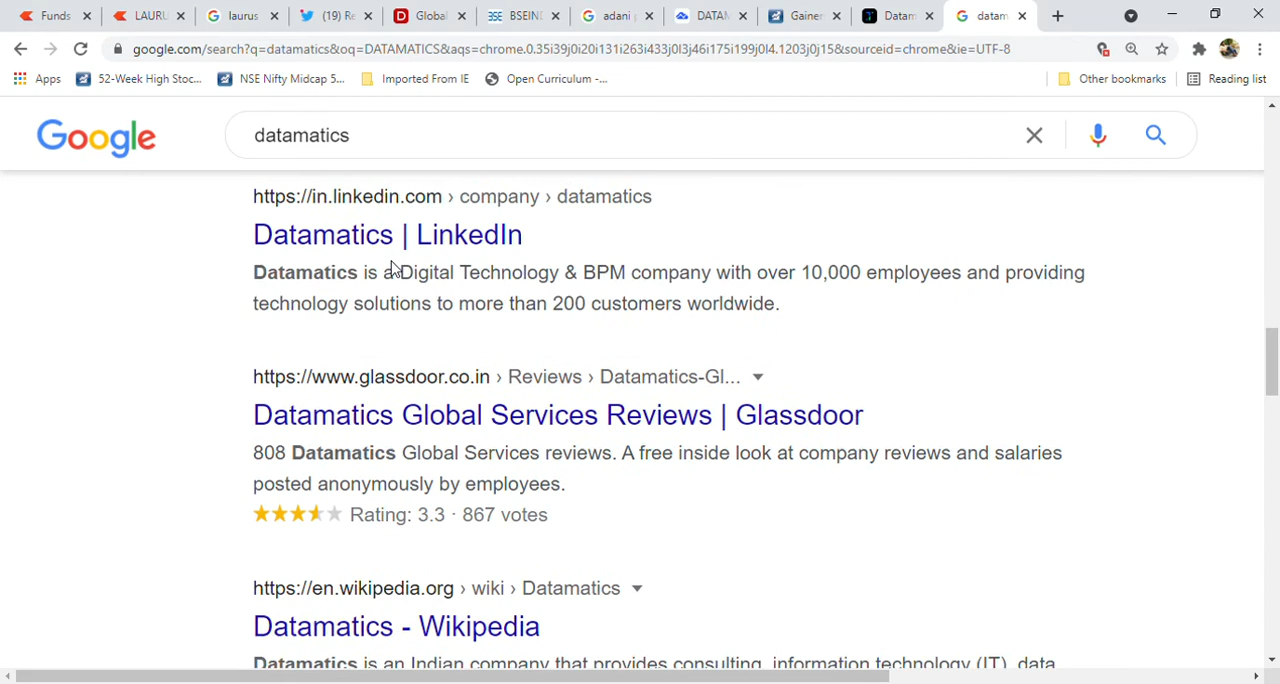 Funds
LAURU
laurus
(19) Re
Global
BSEIND
adani p
DATAM
Gainer
Datam
datam
google.com/search?q=datamatics&oq=DATAMATICS&aqs=chrome.0.35i39j0i20i131i263i433j0l3j46i175i199j0l4.1203j0j15&sourceid=chrome&ie=UTF-8
Apps
52-Week High Stoc...
NSE Nifty Midcap 5...
Imported From IE
Open Curriculum -...
Other bookmarks
Reading list
Google
datamatics
https://in.linkedin.com › company › datamatics
Datamatics | LinkedIn
Datamatics is a Digital Technology & BPM company with over 10,000 employees and providing
technology solutions to more than 200 customers worldwide.
https://www.glassdoor.co.in › Reviews › Datamatics-Gl...
Datamatics Global Services Reviews | Glassdoor
808 Datamatics Global Services reviews. A free inside look at company reviews and salaries
posted anonymously by employees.
Rating: 3.3 · 867 votes
https://en.wikipedia.org › wiki › Datamatics
Datamatics - Wikipedia
Datamatics is an Indian company that provides consulting, information technology (IT), data